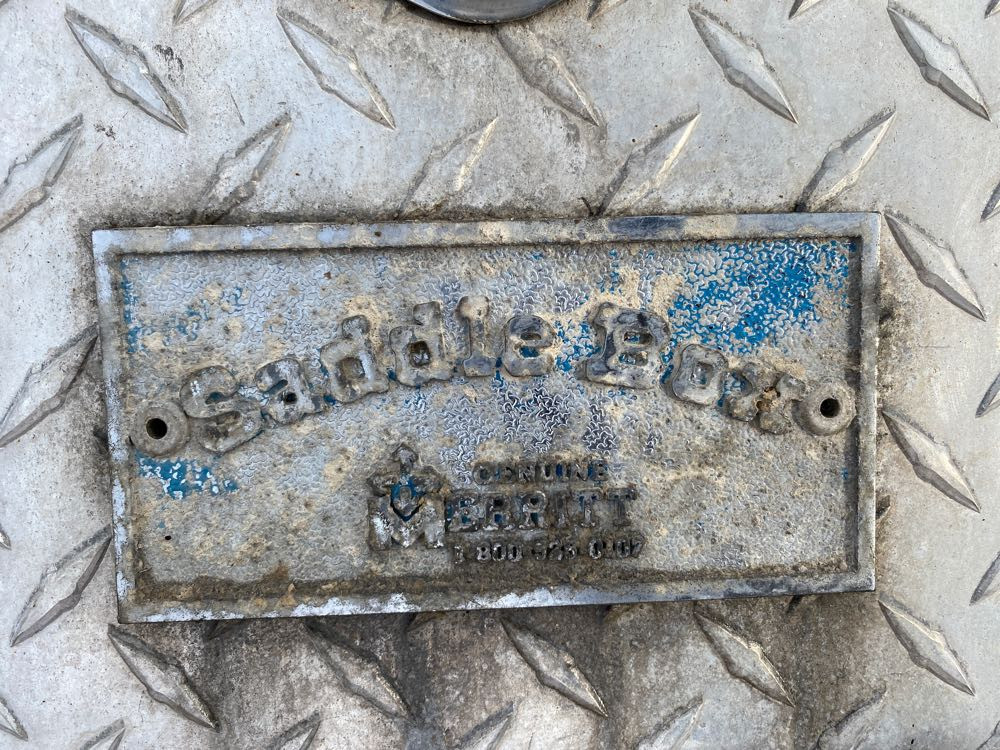 Saddle Box
GENUINE
MERRITT
1 800